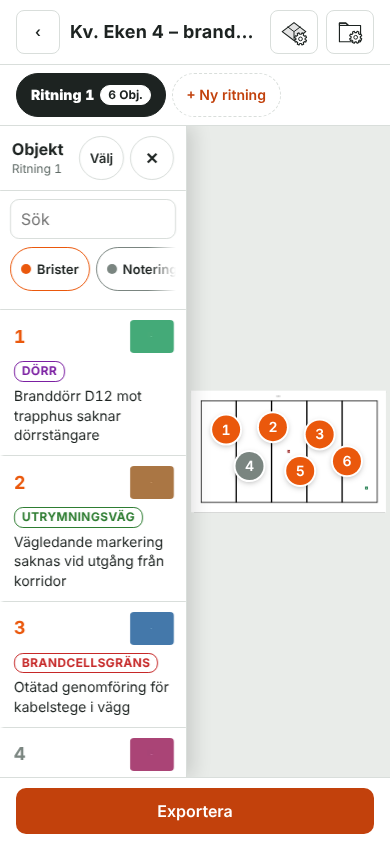 Kv. Eken 4 – brand...
Ritning 1 6 Obj.
+ Ny ritning
Objekt
Ritning 1
Välj
Sök
Brister
Notering
1
DÖRR
Branddörr D12 mot
trapphus saknar
dörrstängare
2
UTRYMNINGSVÄG
Vägledande markering
saknas vid utgång från
korridor
3
BRANDCELLSGRÄNS
Otätad genomföring för
kabelstege i vägg
4
1
2
3
4
5
6
Exportera